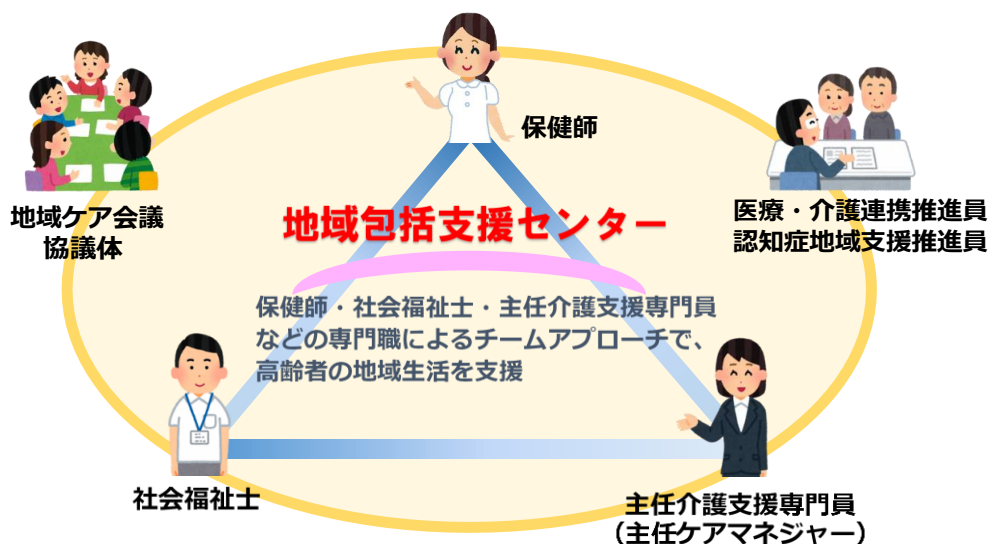 保健師
地域ケア会議
協議体
医療・介護連携推進員
認知症地域支援推進員
地域包括支援センター
保健師・社会福祉士・主任介護支援専門員
などの専門職によるチームアプローチで、
高齢者の地域生活を支援
社会福祉士
主任介護支援専門員
（主任ケアマネジャー）